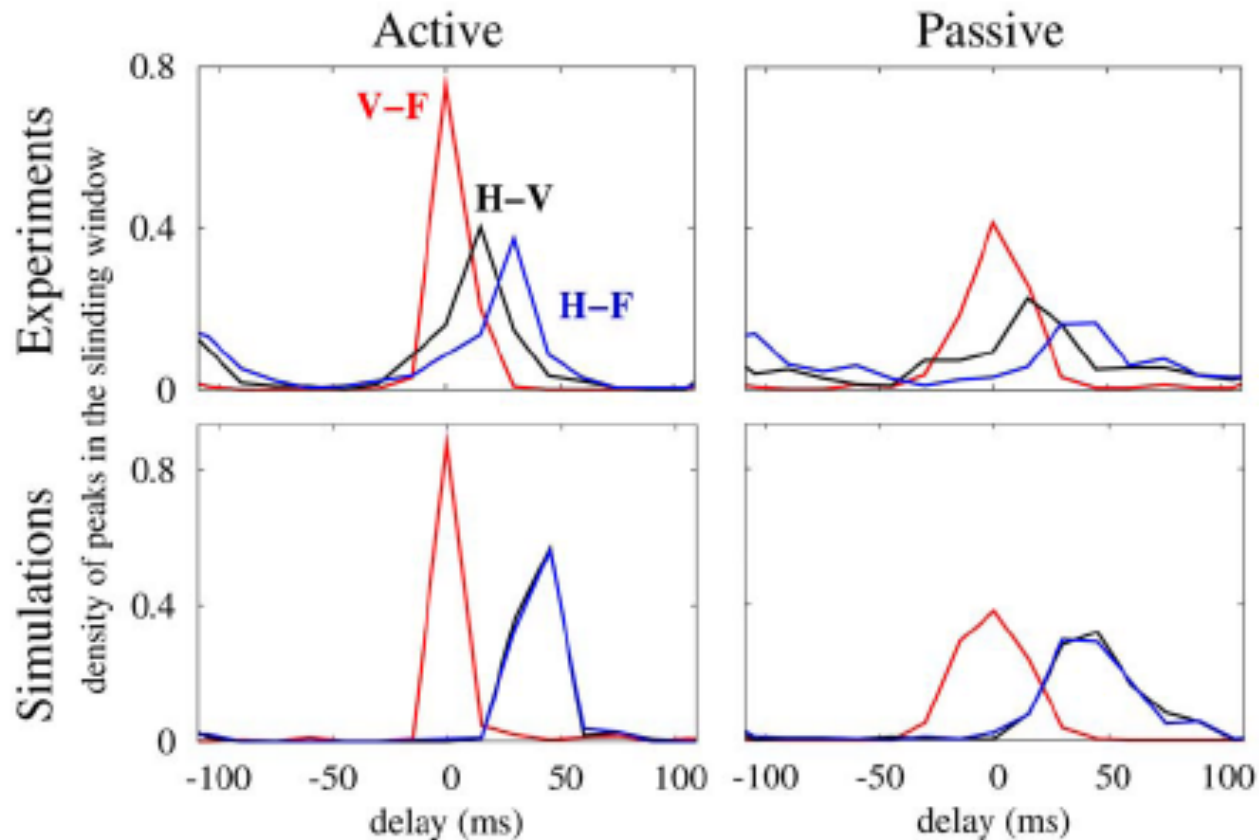 Active Passive
Experiments
Simulations
density of peaks in the slinding window
0.8
0.4
0
V–F
H–V
H–F
0.8
0.4
0
-100 -50 0 50 100
-100 -50 0 50 100
delay (ms) delay (ms)